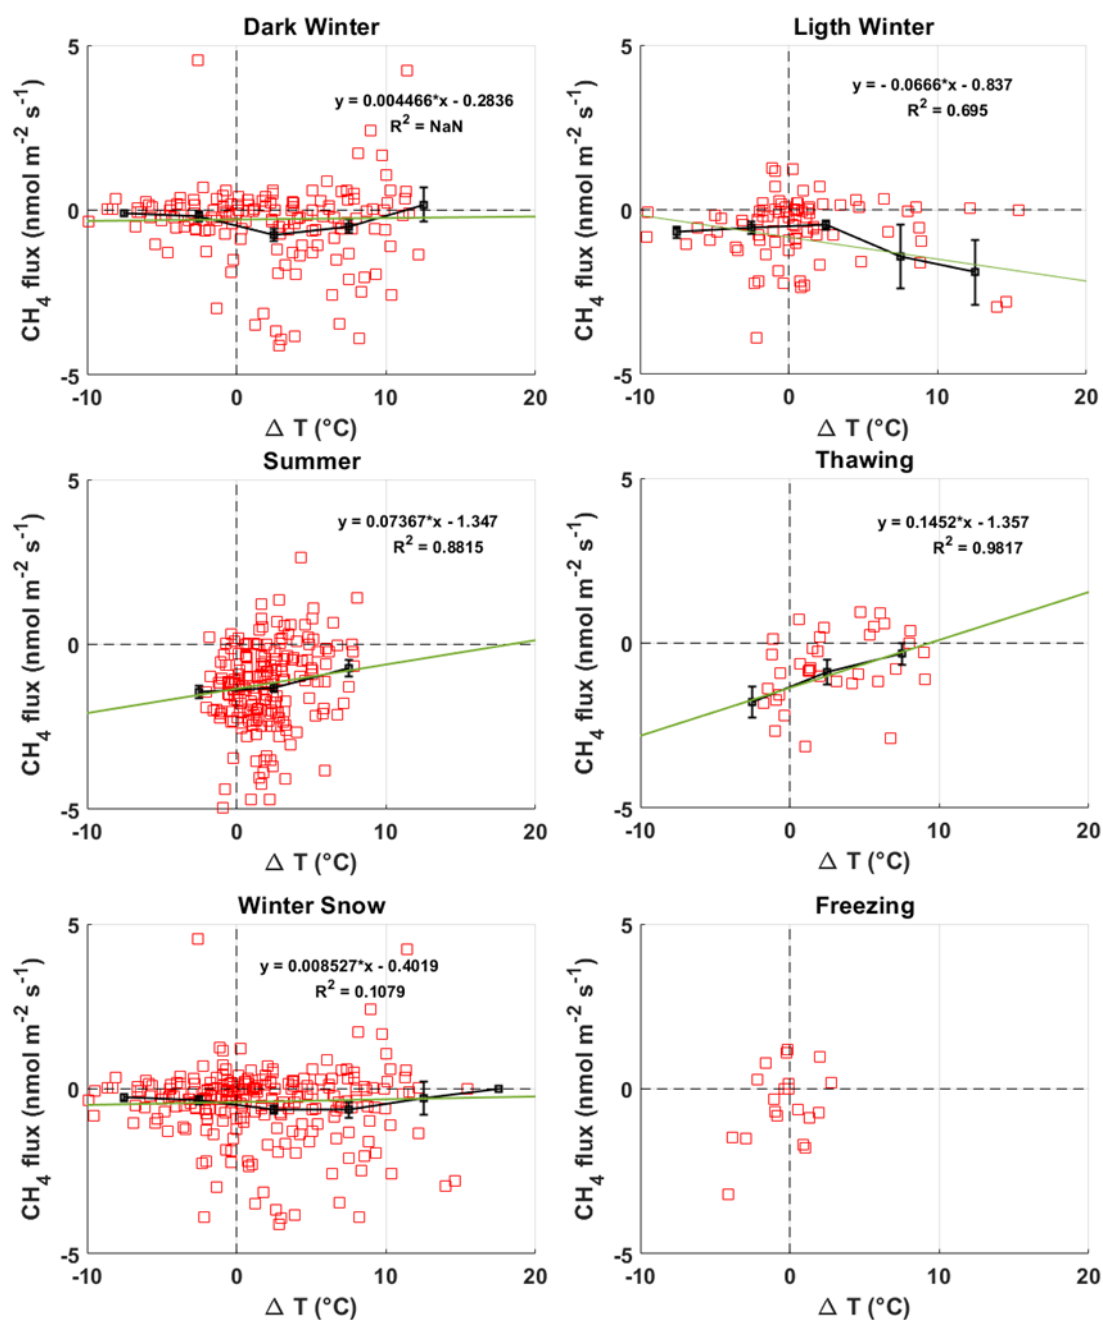 Dark Winter
5
0
-5
CH4 flux (nmol m-2 s-1)
y = 0.004466*x - 0.2836
R2 = NaN
-10 0 10 20
Δ T (°C)
Ligth Winter
5
0
-5
CH4 flux (nmol m-2 s-1)
y = - 0.0666*x - 0.837
R2 = 0.695
-10 0 10 20
Δ T (°C)
Summer
5
0
-5
CH4 flux (nmol m-2 s-1)
y = 0.07367*x - 1.347
R2 = 0.8815
-10 0 10 20
Δ T (°C)
Thawing
5
0
-5
CH4 flux (nmol m-2 s-1)
y = 0.1452*x - 1.357
R2 = 0.9817
-10 0 10 20
Δ T (°C)
Winter Snow
5
0
-5
CH4 flux (nmol m-2 s-1)
y = 0.008527*x - 0.4019
R2 = 0.1079
-10 0 10 20
Δ T (°C)
Freezing
5
0
-5
CH4 flux (nmol m-2 s-1)
-10 0 10 20
Δ T (°C)